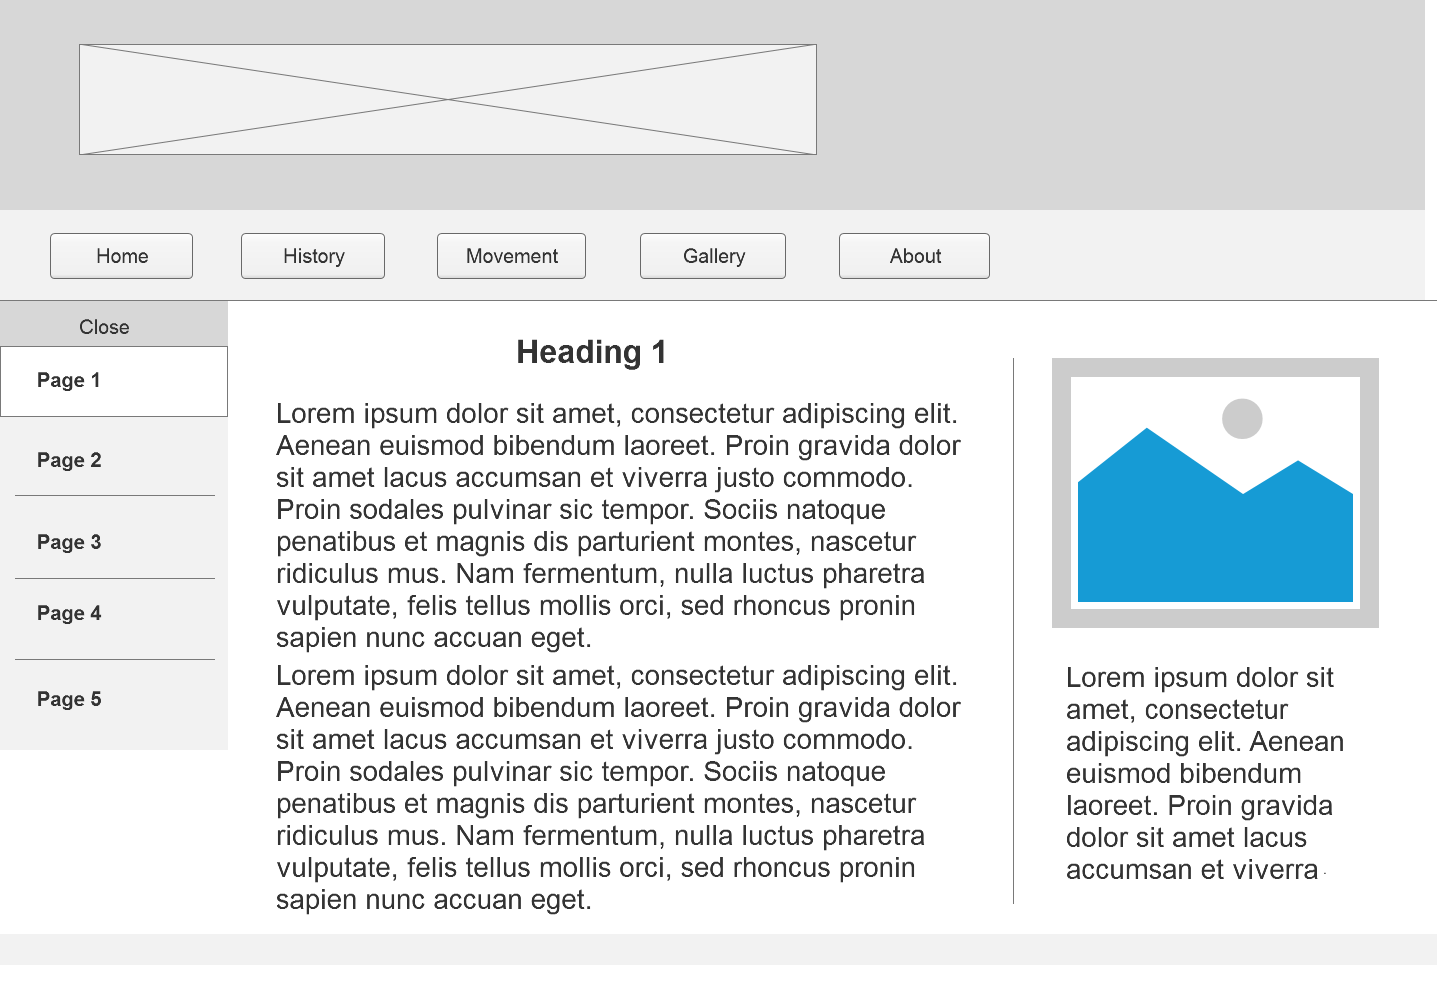 Home
History
Movement
Gallery
About
Close
Page 1
Page 2
Page 3
Page 4
Page 5
Heading 1
Lorem ipsum dolor sit amet, consectetur adipiscing elit.
Aenean euismod bibendum laoreet. Proin gravida dolor
sit amet lacus accumsan et viverra justo commodo.
Proin sodales pulvinar sic tempor. Sociis natoque
penatibus et magnis dis parturient montes, nascetur
ridiculus mus. Nam fermentum, nulla luctus pharetra
vulputate, felis tellus mollis orci, sed rhoncus pronin
sapien nunc accuan eget.
Lorem ipsum dolor sit amet, consectetur adipiscing elit.
Aenean euismod bibendum laoreet. Proin gravida dolor
sit amet lacus accumsan et viverra justo commodo.
Proin sodales pulvinar sic tempor. Sociis natoque
penatibus et magnis dis parturient montes, nascetur
ridiculus mus. Nam fermentum, nulla luctus pharetra
vulputate, felis tellus mollis orci, sed rhoncus pronin
sapien nunc accuan eget.
Lorem ipsum dolor sit
amet, consectetur
adipiscing elit. Aenean
euismod bibendum
laoreet. Proin gravida
dolor sit amet lacus
accumsan et viverra .